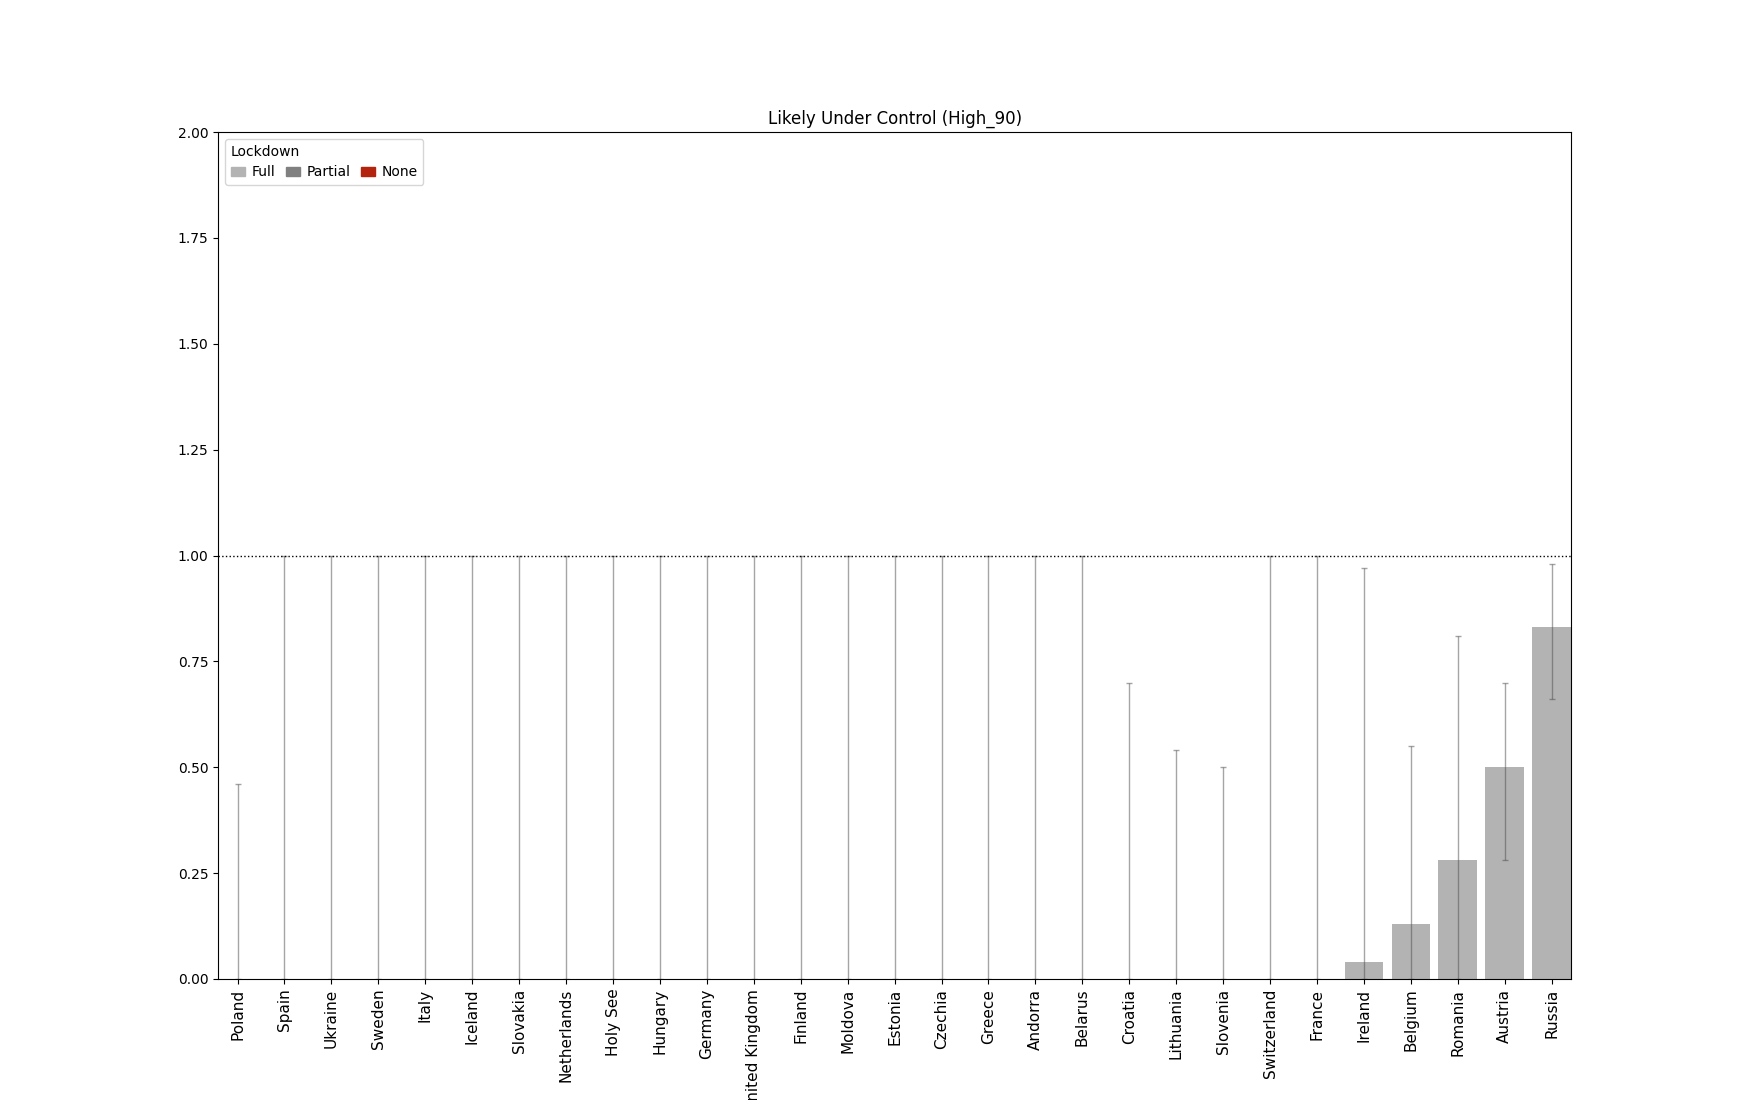 Likely Under Control (High_90)
Lockdown
Full Partial None
2.00
1.75
1.50
1.25
1.00
0.75
0.50
0.25
0.00
Poland
Spain
Ukraine
Sweden
Italy
Iceland
Slovakia
Netherlands
Holy See
Hungary
Germany
nited Kingdom
Finland
Moldova
Estonia
Czechia
Greece
Andorra
Belarus
Croatia
Lithuania
Slovenia
Switzerland
France
Ireland
Belgium
Romania
Austria
Russia